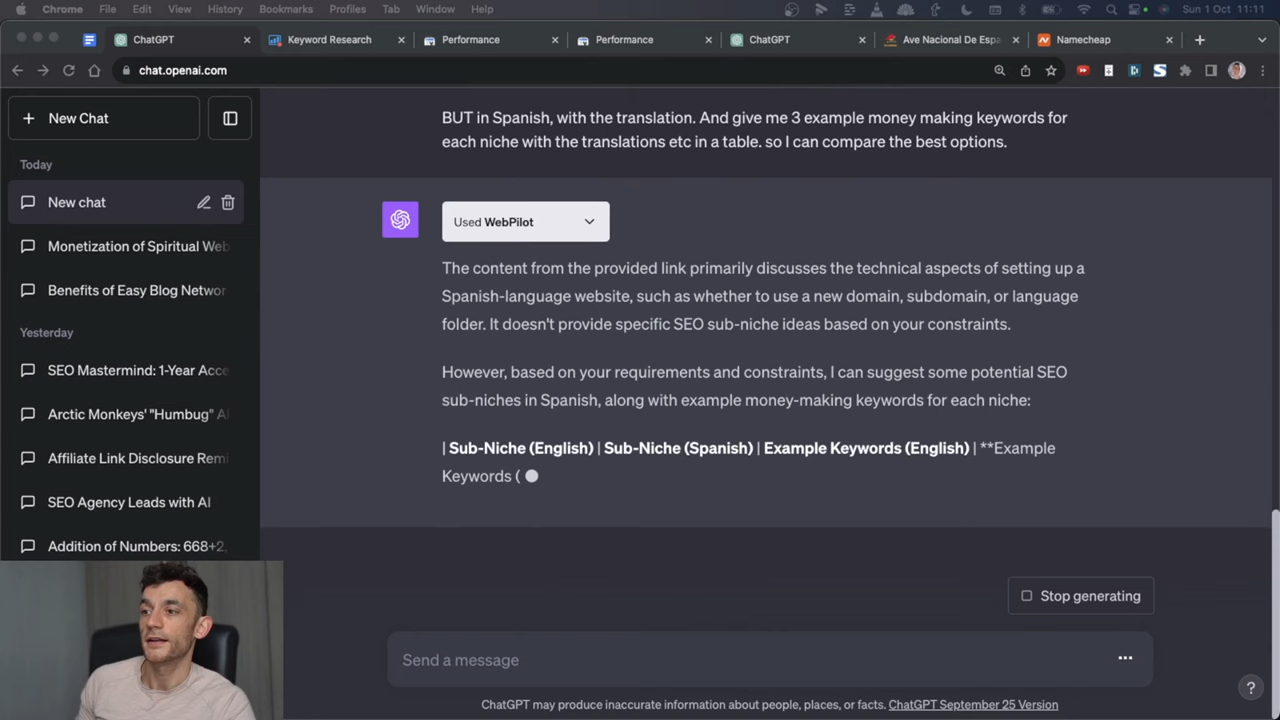 Chrome File Edit View History Bookmarks Profiles Tab Window Help Sun 1 Oct 11:11
ChatGPT Keyword Research Performance Performance ChatGPT Ave Nacional De Espa Namecheap
chat.openai.com
New Chat
Today
New chat
Monetization of Spiritual Web
Benefits of Easy Blog Networ
Yesterday
SEO Mastermind: 1-Year Acce
Arctic Monkeys' "Humbug" Al
Affiliate Link Disclosure Remi
SEO Agency Leads with AI
Addition of Numbers: 668+2,
BUT in Spanish, with the translation. And give me 3 example money making keywords for
each niche with the translations etc in a table. so I can compare the best options.
Used WebPilot
The content from the provided link primarily discusses the technical aspects of setting up a
Spanish-language website, such as whether to use a new domain, subdomain, or language
folder. It doesn't provide specific SEO sub-niche ideas based on your constraints.
However, based on your requirements and constraints, I can suggest some potential SEO
sub-niches in Spanish, along with example money-making keywords for each niche:
| Sub-Niche (English) | Sub-Niche (Spanish) | Example Keywords (English) | **Example
Keywords (
Stop generating
Send a message
ChatGPT may produce inaccurate information about people, places, or facts. ChatGPT September 25 Version
?